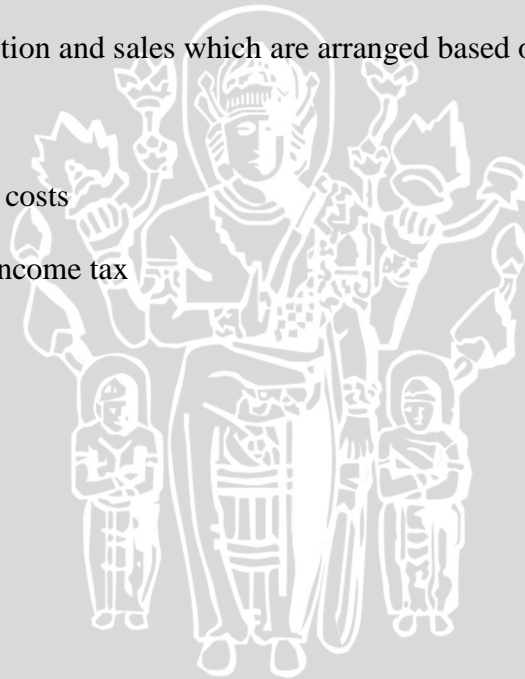 tion and sales which are arranged based o
costs
ncome tax